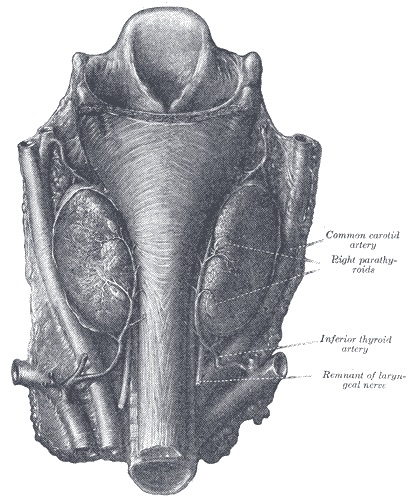 Common carotid
artery
Right parathy-
roids
Inferior thyroid
artery
Remnant of laryn-
geal nerve